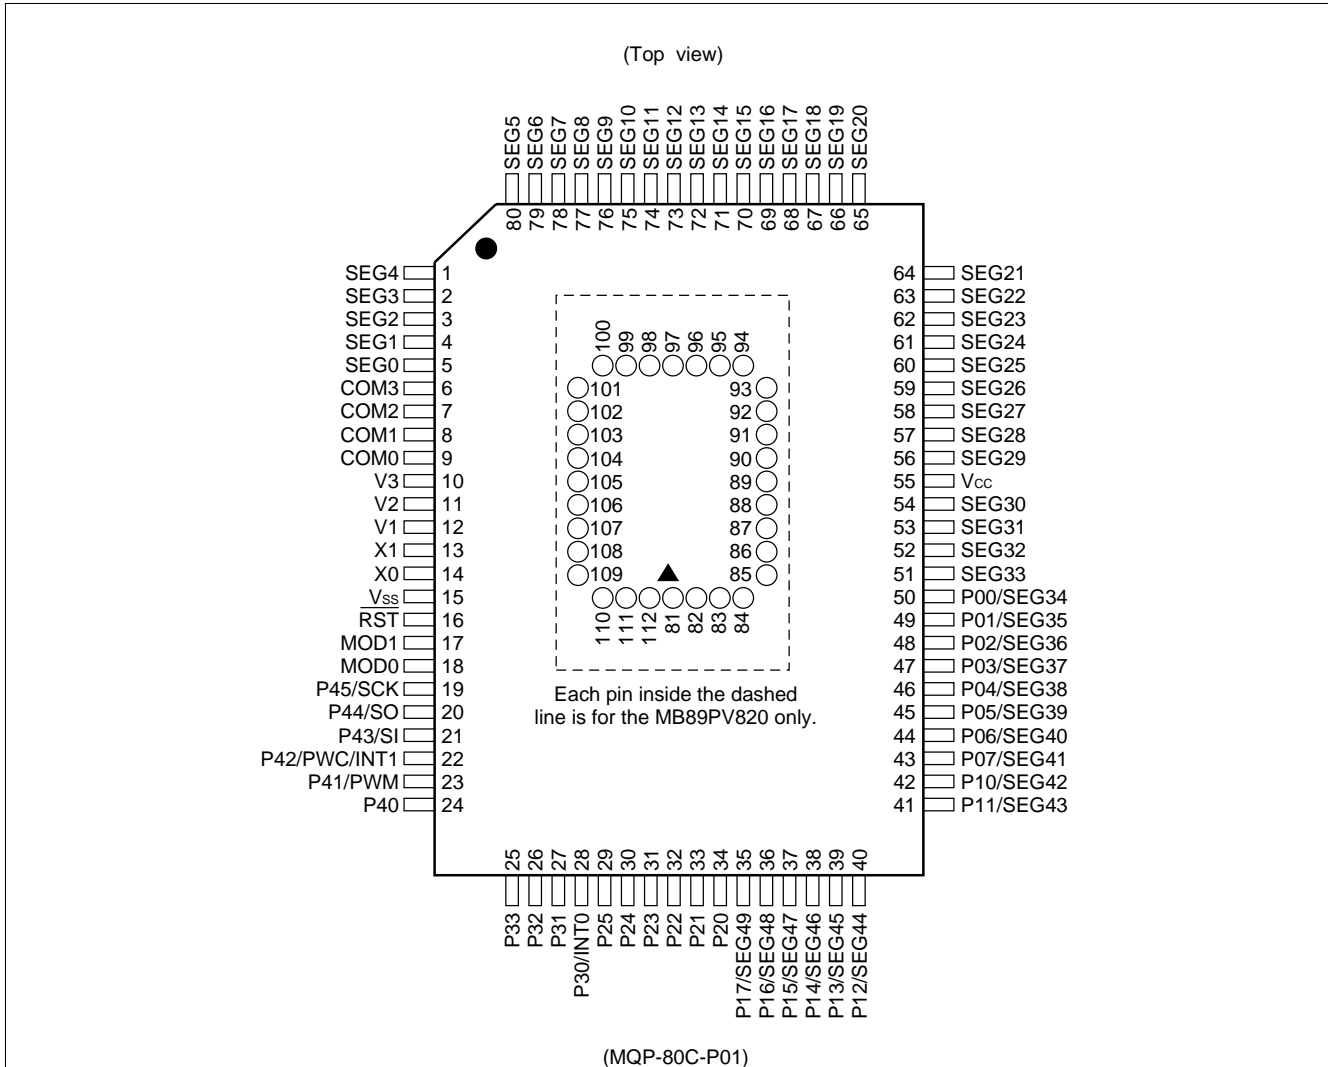 (Top view)
SEG5 SEG6 SEG7 SEG8 SEG9 SEG10 SEG11 SEG12 SEG13 SEG14 SEG15 SEG16 SEG17 SEG18 SEG19 SEG20
80 79 78 77 76 75 74 73 72 71 70 69 68 67 66 65
SEG4 1 64 SEG21
SEG3 2 63 SEG22
SEG2 3 62 SEG23
SEG1 4 61 SEG24
SEG0 5 60 SEG25
COM3 6 59 SEG26
COM2 7 58 SEG27
COM1 8 57 SEG28
COM0 9 56 SEG29
V3 10 55 Vcc
V2 11 54 SEG30
V1 12 53 SEG31
X1 13 52 SEG32
X0 14 51 SEG33
Vss 15 50 P00/SEG34
RST 16 49 P01/SEG35
MOD1 17 48 P02/SEG36
MOD0 18 47 P03/SEG37
P45/SCK 19 46 P04/SEG38
P44/SO 20 45 P05/SEG39
P43/SI 21 44 P06/SEG40
P42/PWC/INT1 22 43 P07/SEG41
P41/PWM 23 42 P10/SEG42
P40 24 41 P11/SEG43
100 99 98 97 96 95 94
101 93
102 92
103 91
104 90
105 89
106 88
107 87
108 86
109 85
110 111 112 81 82 83 84
Each pin inside the dashed
line is for the MB89PV820 only.
25 26 27 28 29 30 31 32 33 34 35 36 37 38 39 40
P33 P32 P31 P30/INT0 P25 P24 P23 P22 P21 P20 P17/SEG49 P16/SEG48 P15/SEG47 P14/SEG46 P13/SEG45 P12/SEG44
(MQP-80C-P01)